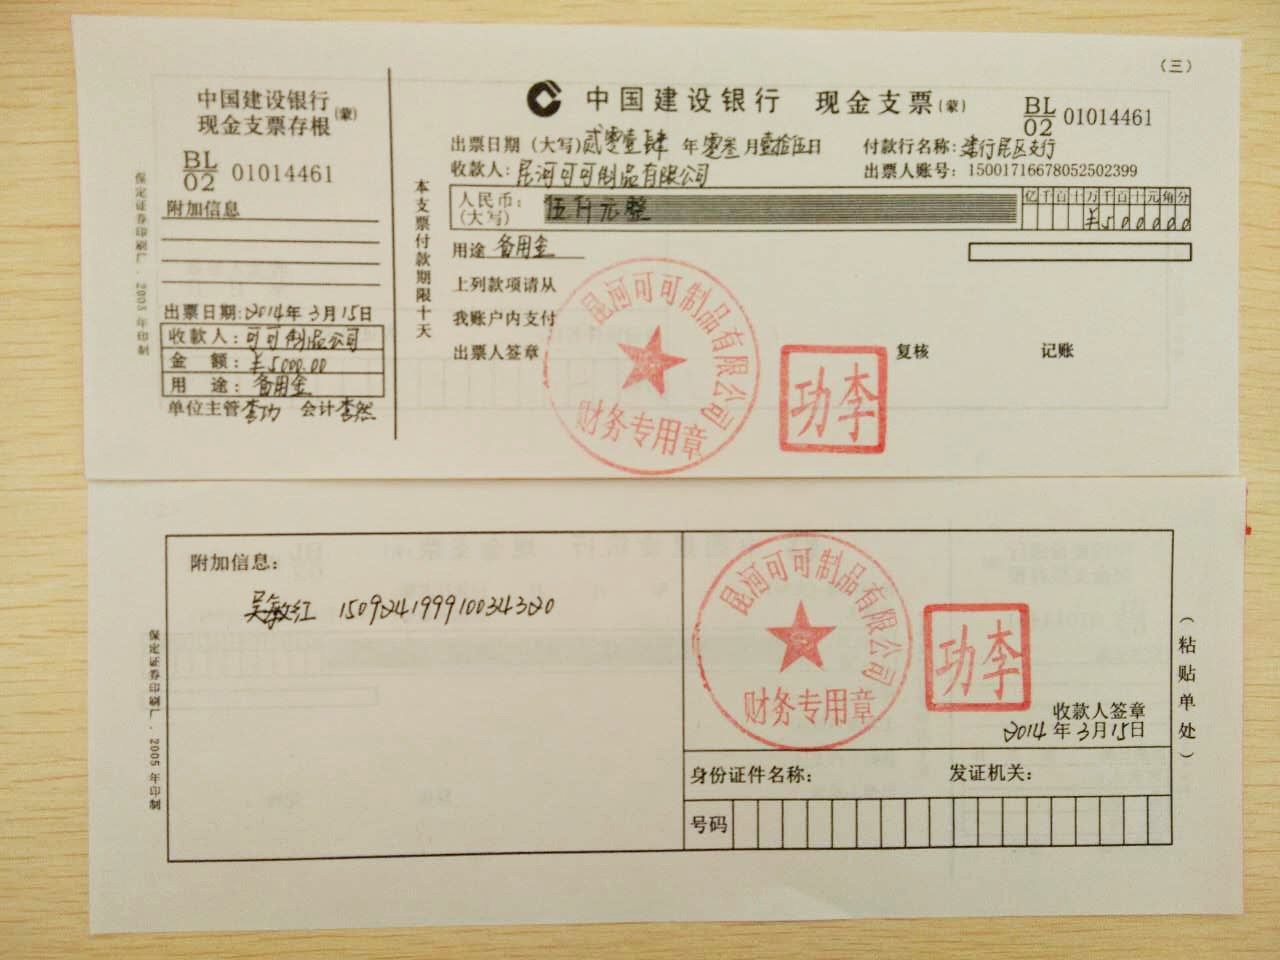 （三）
中国建设银行
现金支票存根(蒙)
BL
02 01014461
附加信息
出票日期:2014年3月15日
收款人:可可制品公司
金 额:¥5000.00
用 途:备用金
单位主管李功 会计李然
保定证券印刷厂．2005年印制
本支票付款期限十天
中国建设银行 现金支票(蒙) BL
02 01014461
出票日期(大写)贰零壹肆 年 零叁 月壹拾伍日 付款行名称:
收款人:昆河可可制品有限公司 出票人账号:15001716678052502399
人民币:
(大写) 伍仟元整
亿千百十万千百十元角分
¥500000
用途 备用金
上列款项请从
我账户内支付
出票人签章
复核 记账
昆河可可制品有限公司
财务专用章
李功
附加信息:
吴敏红 150924199910034320
昆河可可制品有限公司
财务专用章
李功
收款人签章
2014年3月15日
身份证件名称: 发证机关:
号码
（粘贴单处）
保定证券印刷厂．2005年印制